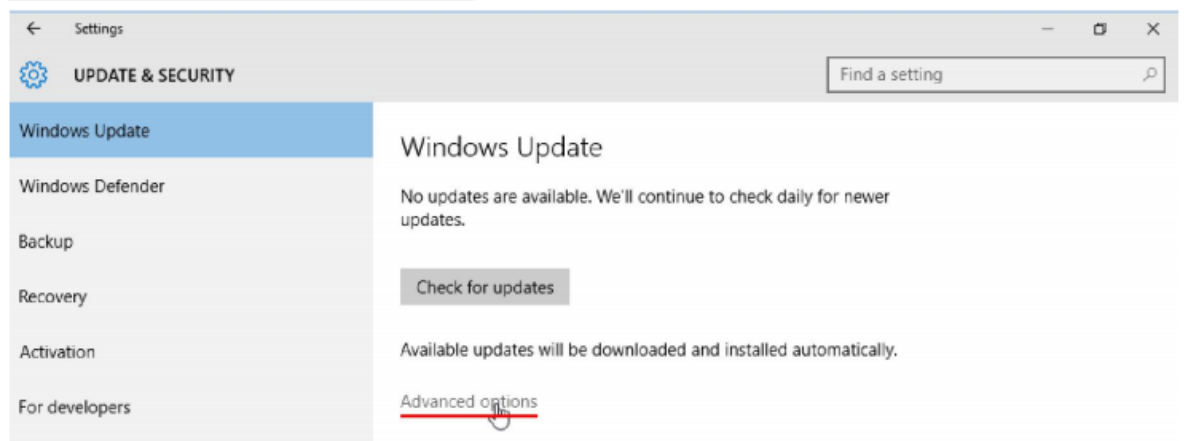 Settings
UPDATE & SECURITY
Find a setting
Windows Update
Windows Defender
Backup
Recovery
Activation
For developers
Windows Update
No updates are available. We'll continue to check daily for newer
updates.
Check for updates
Available updates will be downloaded and installed automatically.
Advanced options